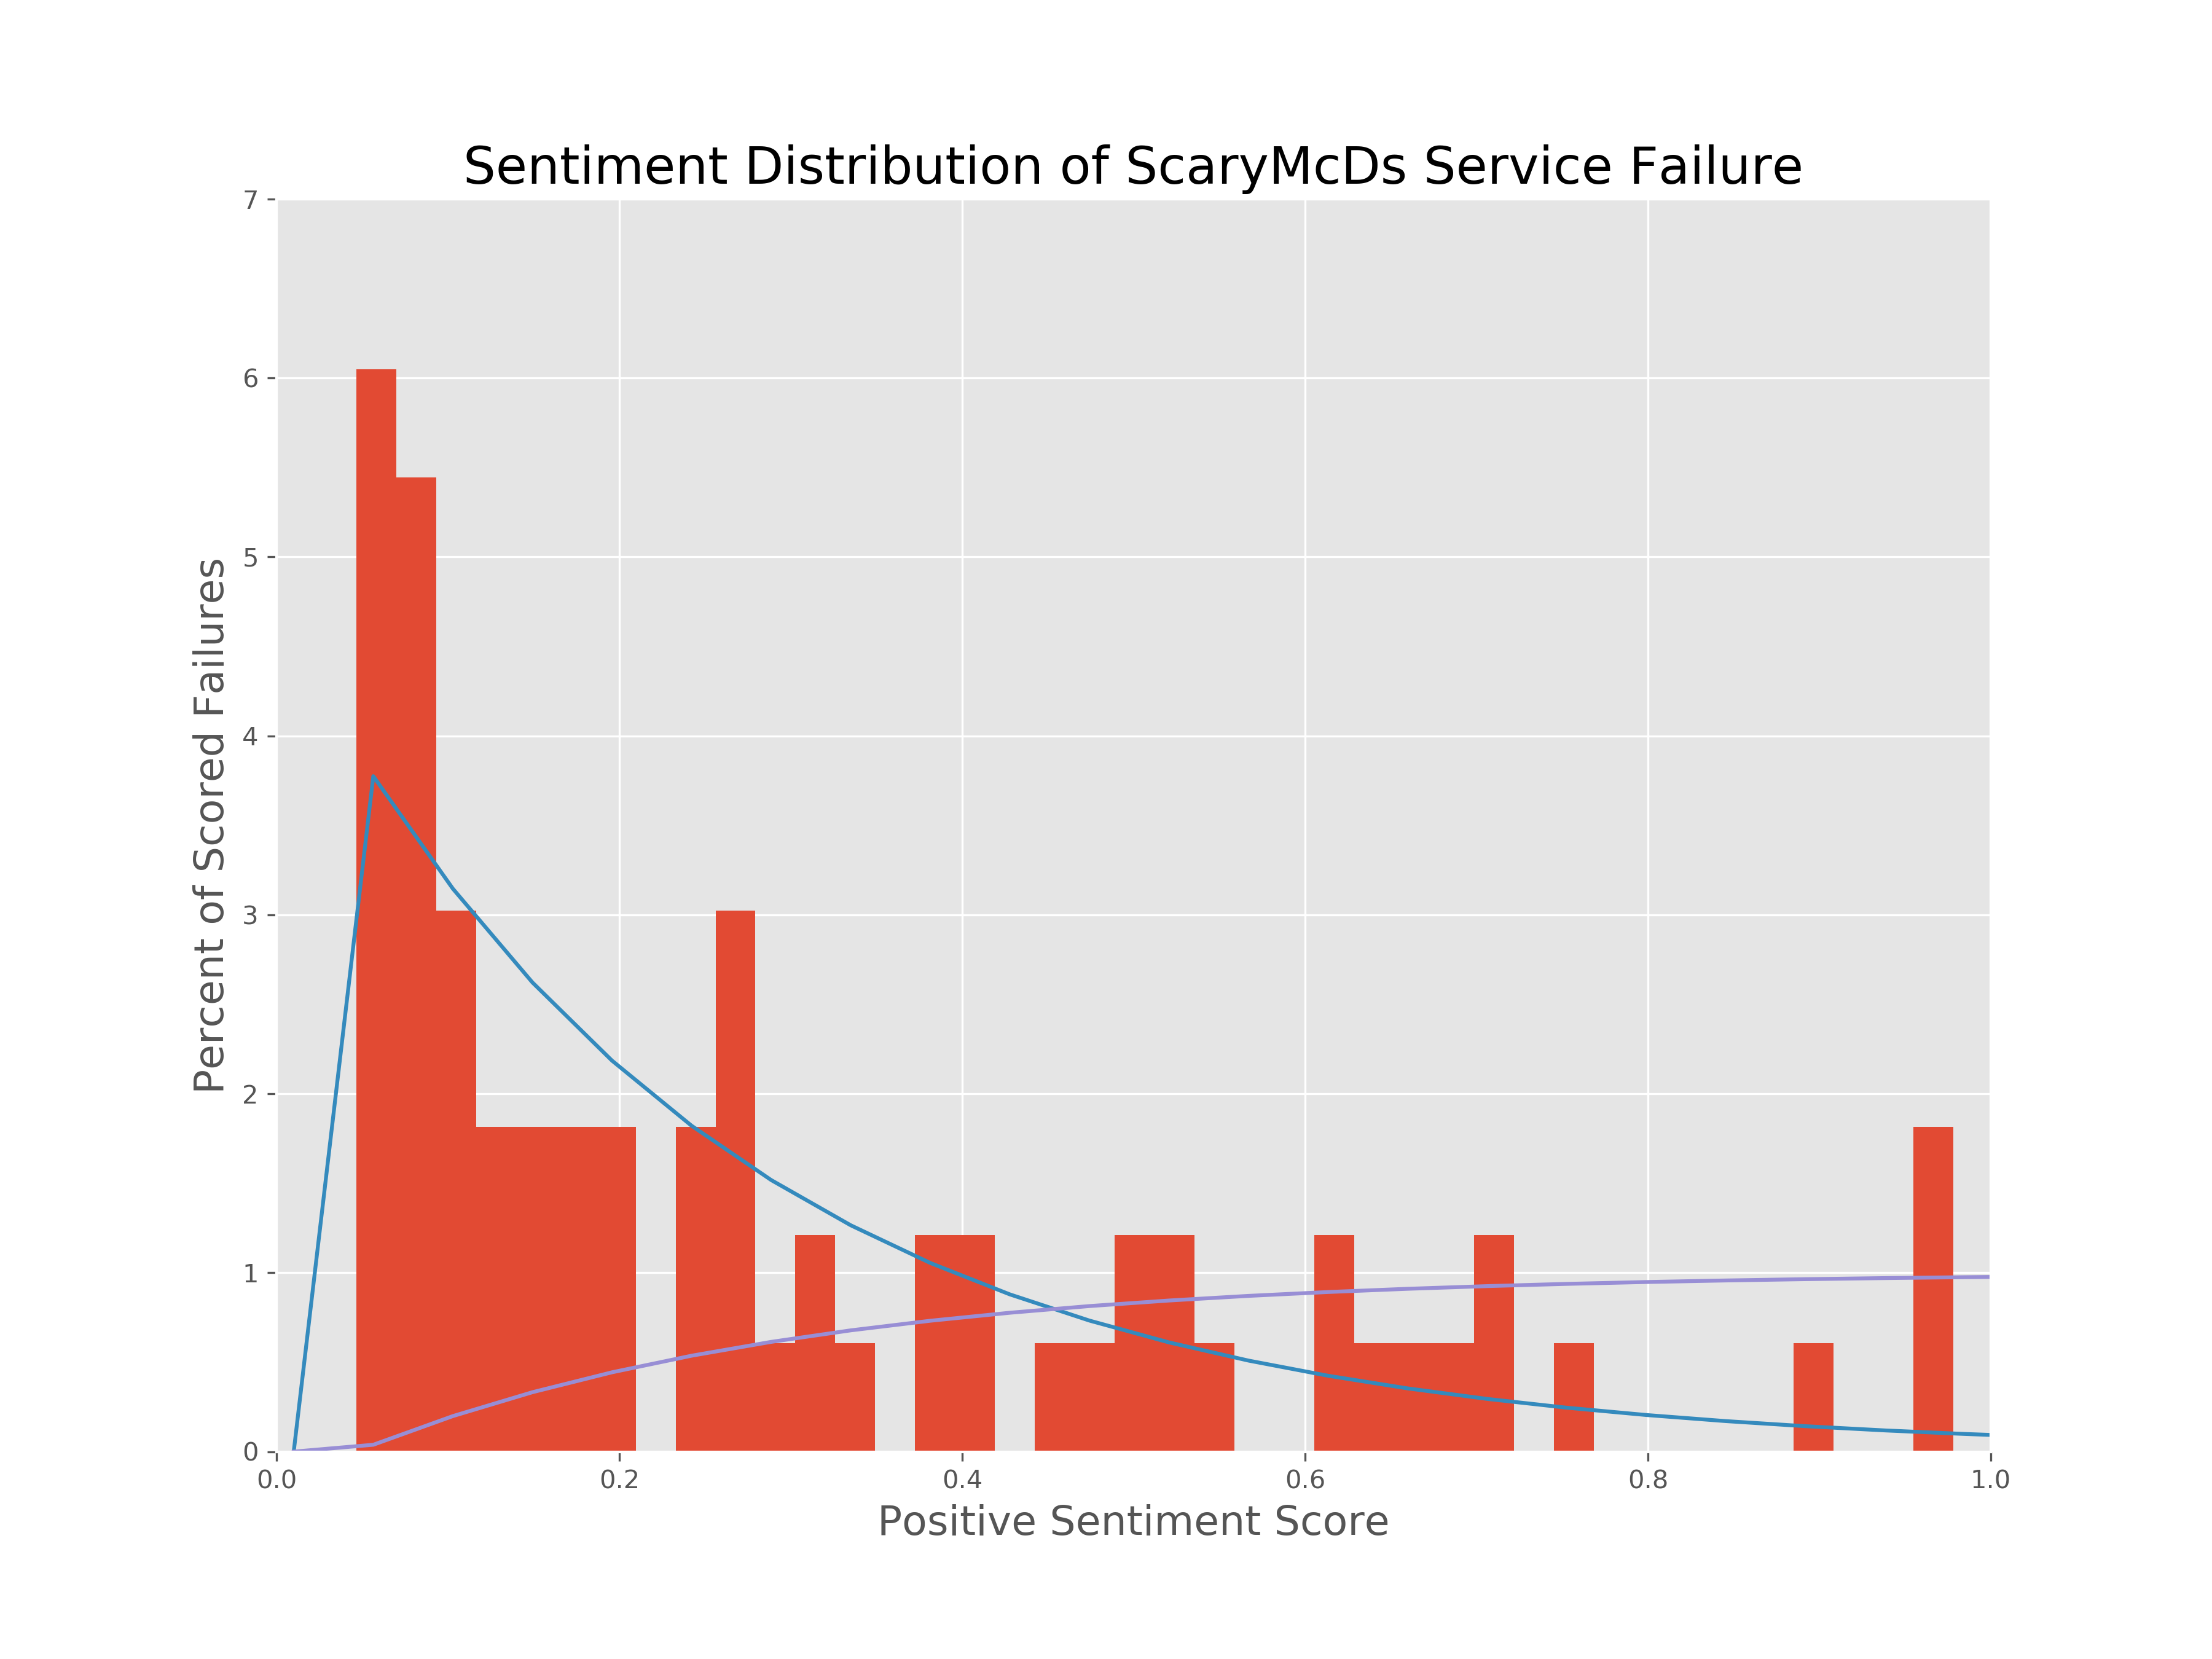 Sentiment Distribution of ScaryMcDs Service Failure
7
6
5
4
3
2
1
0
Percent of Scored Failures
0.0 0.2 0.4 0.6 0.8 1.0
Positive Sentiment Score